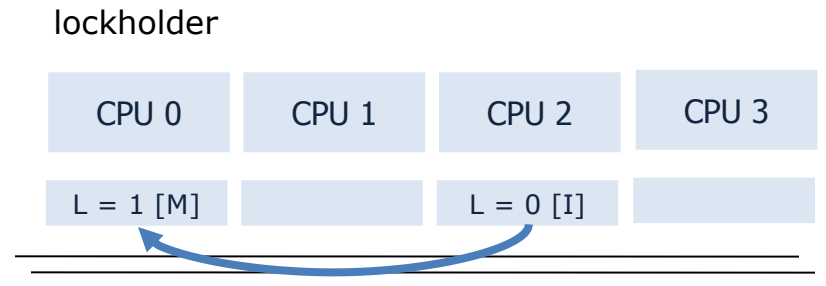 lockholder
CPU 0 CPU 1 CPU 2 CPU 3
L = 1 [M] L = 0 [I]